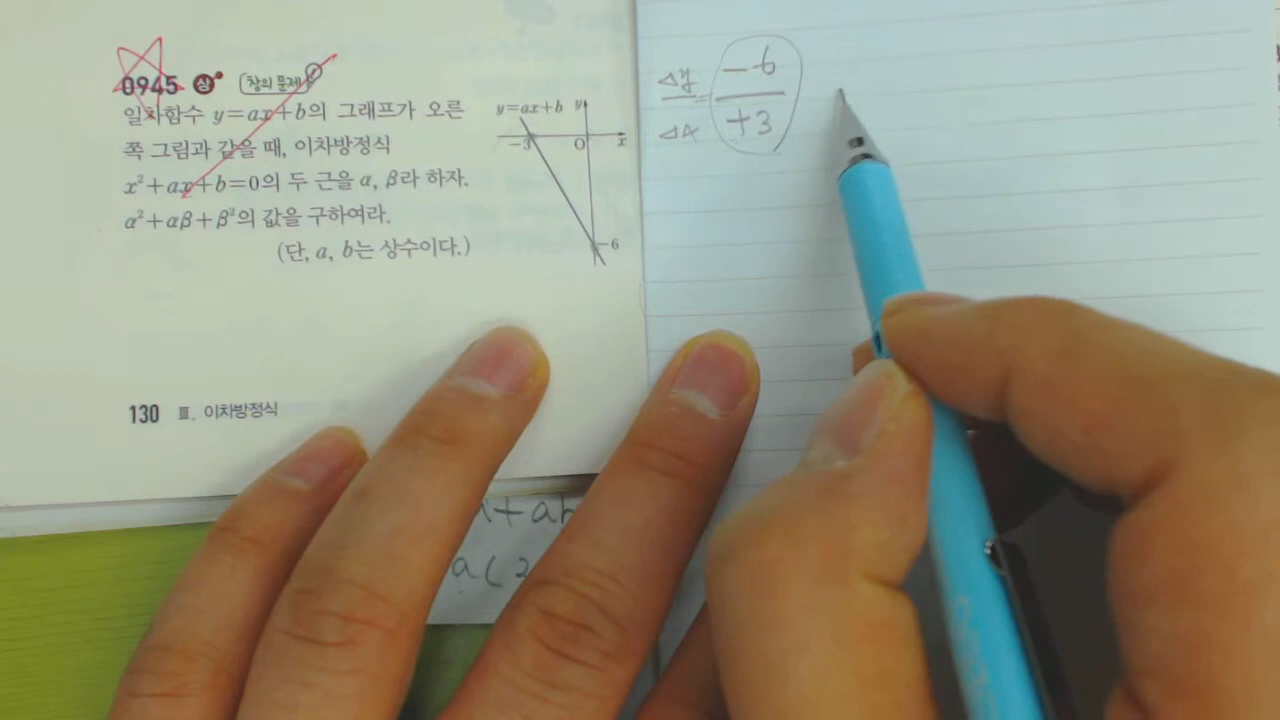 0945 상 창의 문제
일차함수 y=ax+b의 그래프가 오른
쪽 그림과 같을 때, 이차방정식
x²+ax+b=0의 두 근을 α, β라 하자.
α²+αβ+β²의 값을 구하여라.
(단, a, b는 상수이다.)
y=ax+b y
-3 O x
-6
130 Ⅲ. 이차방정식
Δy/Δx = -6/+3
+ab
a(2